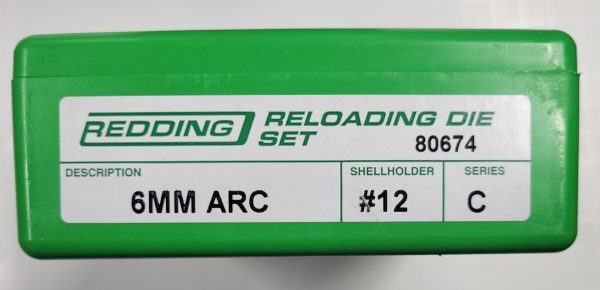 REDDING RELOADING DIE
SET 80674
DESCRIPTION SHELLHOLDER SERIES
6MM ARC #12 C